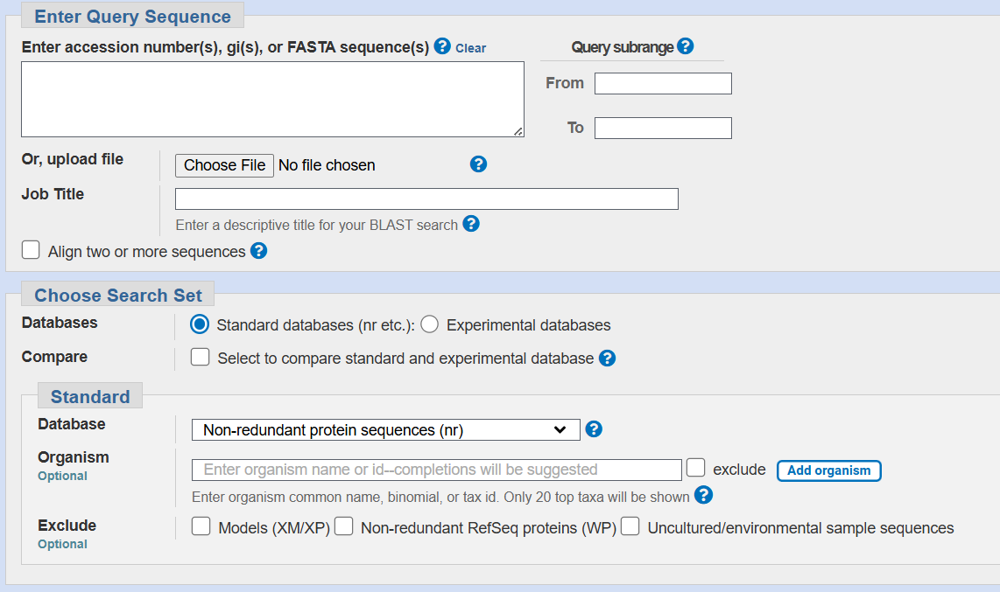 Enter Query Sequence
Enter accession number(s), gi(s), or FASTA sequence(s) ? Clear
Query subrange ?
From
To
Or, upload file
Choose File No file chosen ?
Job Title
Enter a descriptive title for your BLAST search ?
Align two or more sequences ?
Choose Search Set
Databases
Standard databases (nr etc.): Experimental databases
Compare
Select to compare standard and experimental database ?
Standard
Database
Non-redundant protein sequences (nr) ?
Organism
Optional
Enter organism name or id--completions will be suggested exclude Add organism
Enter organism common name, binomial, or tax id. Only 20 top taxa will be shown ?
Exclude
Optional
Models (XM/XP) Non-redundant RefSeq proteins (WP) Uncultured/environmental sample sequences